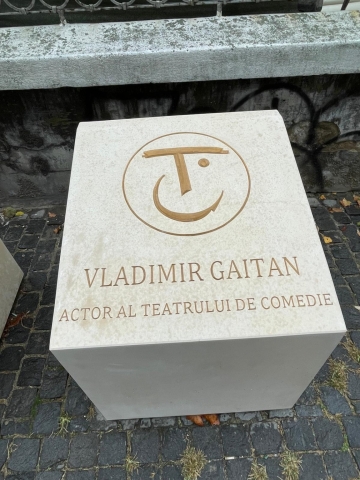 VLADIMIR GAITAN
ACTOR AL TEATRULUI DE COMEDIE